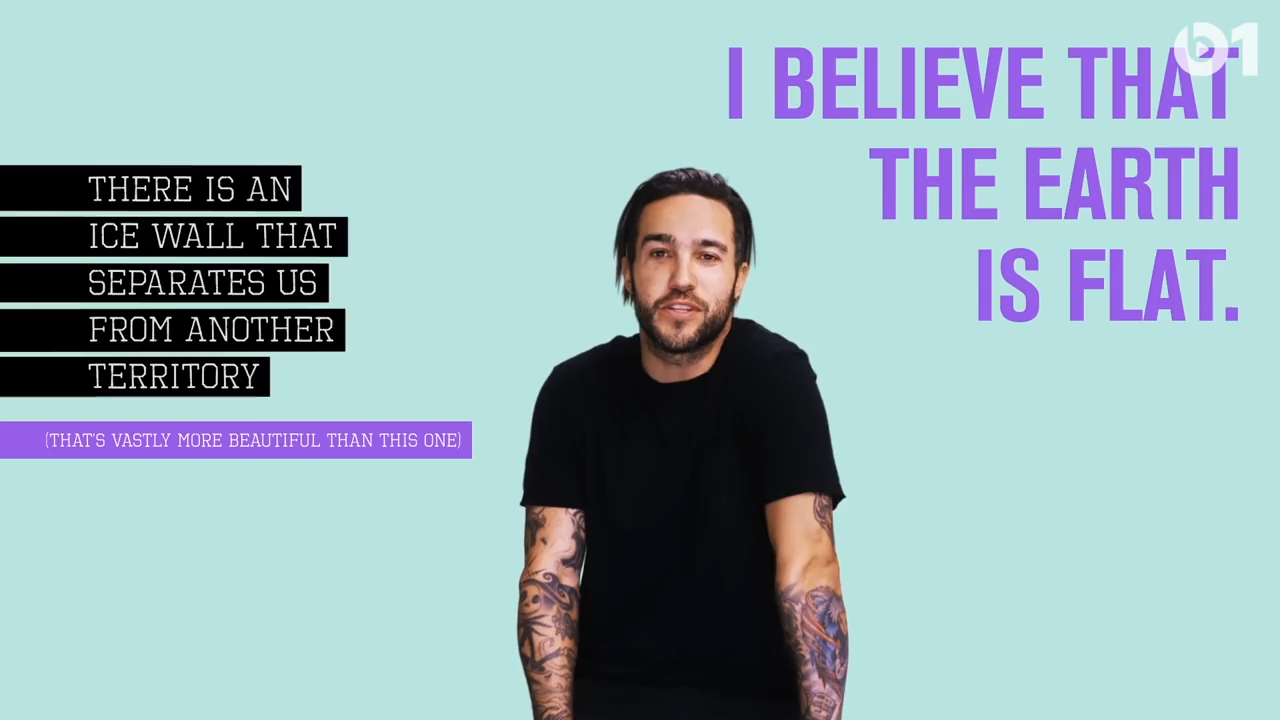 I BELIEVE THAT
THE EARTH
IS FLAT.
THERE IS AN
ICE WALL THAT
SEPARATES US
FROM ANOTHER
TERRITORY
(THAT'S VASTLY MORE BEAUTIFUL THAN THIS ONE)
b1